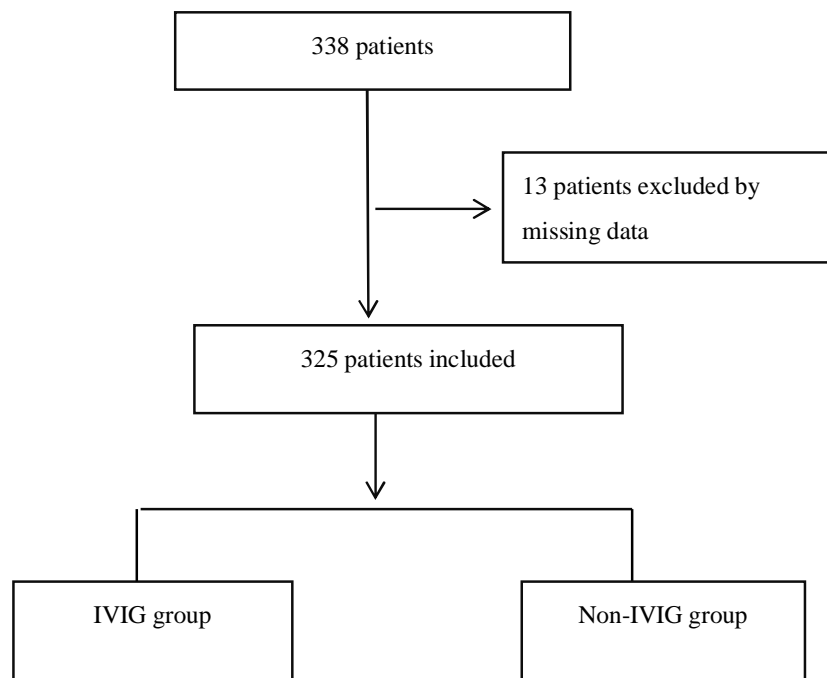 338 patients
13 patients excluded by
missing data
325 patients included
IVIG group
Non-IVIG group